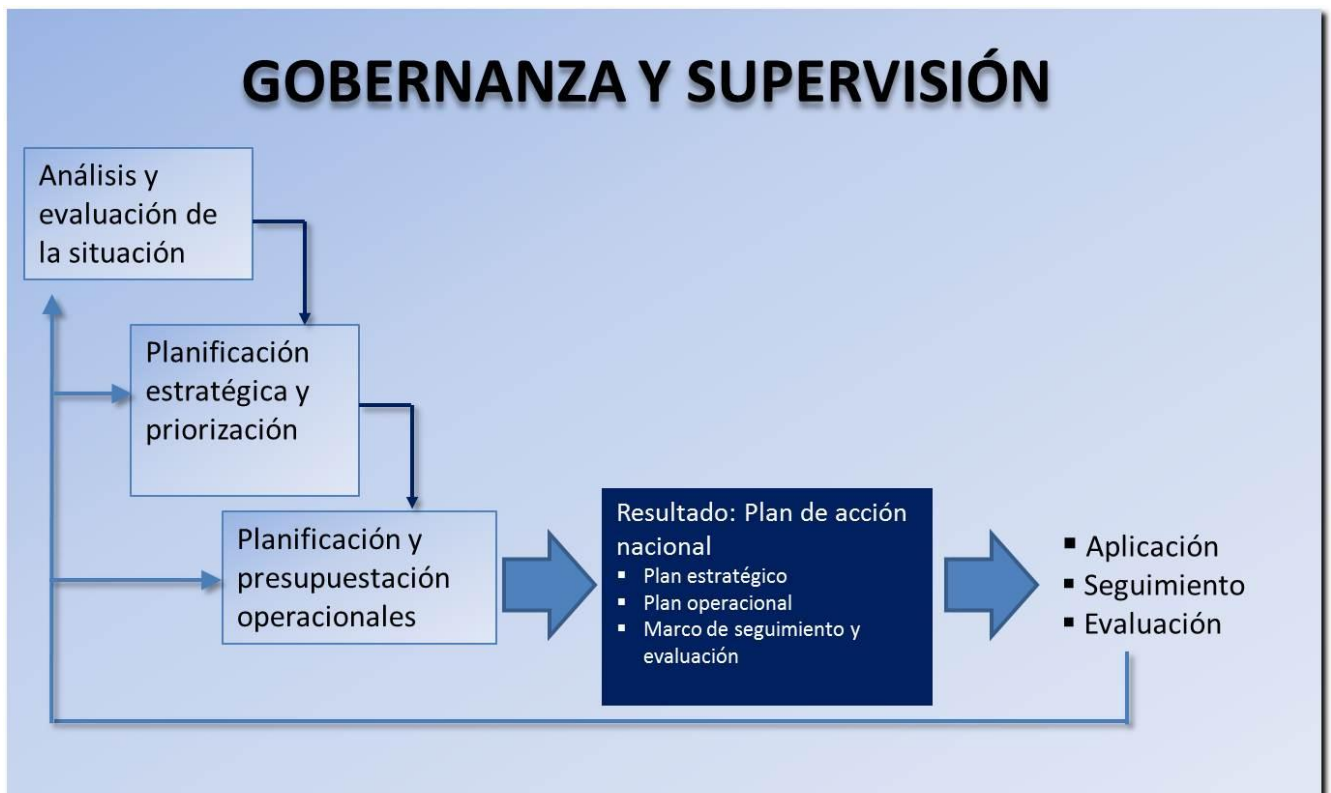 GOBERNANZA Y SUPERVISIÓN
Análisis y
evaluación de
la situación
Planificación
estratégica y
priorización
Planificación y
presupuestación
operacionales
Resultado: Plan de acción
nacional
▪ Plan estratégico
▪ Plan operacional
▪ Marco de seguimiento y
evaluación
▪ Aplicación
▪ Seguimiento
▪ Evaluación